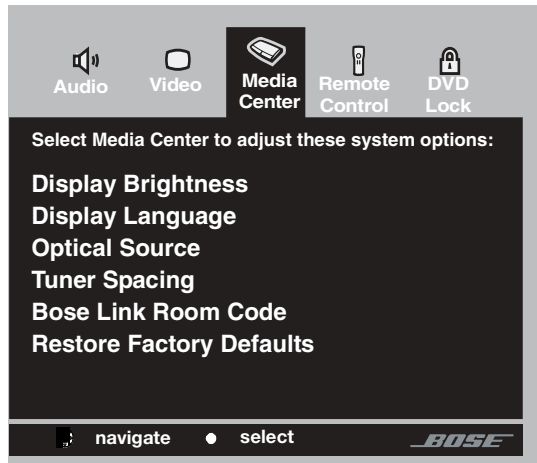 Audio
Video
Media
Center
Remote
Control
DVD
Lock
Select Media Center to adjust these system options:
Display Brightness
Display Language
Optical Source
Tuner Spacing
Bose Link Room Code
Restore Factory Defaults
navigate select
BOSE